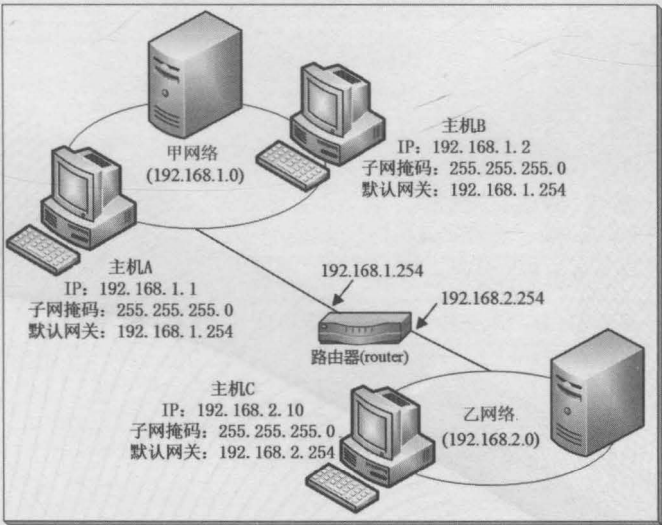 甲网络
(192.168.1.0)
主机B
IP: 192.168.1.2
子网掩码: 255.255.255.0
默认网关: 192.168.1.254
主机A
IP: 192.168.1.1
子网掩码: 255.255.255.0
默认网关: 192.168.1.254
192.168.1.254
192.168.2.254
路由器(router)
主机C
IP: 192.168.2.10
子网掩码: 255.255.255.0
默认网关: 192.168.2.254
乙网络
(192.168.2.0)